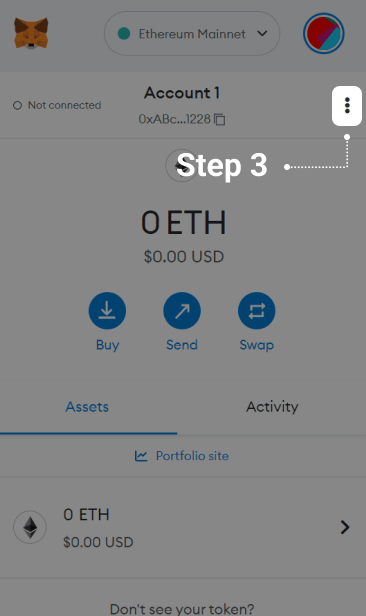 Ethereum Mainnet
Not connected
Account 1
0xABc...1228
Step 3
0 ETH
$0.00 USD
Buy
Send
Swap
Assets
Activity
Portfolio site
0 ETH
$0.00 USD
Don't see your token?